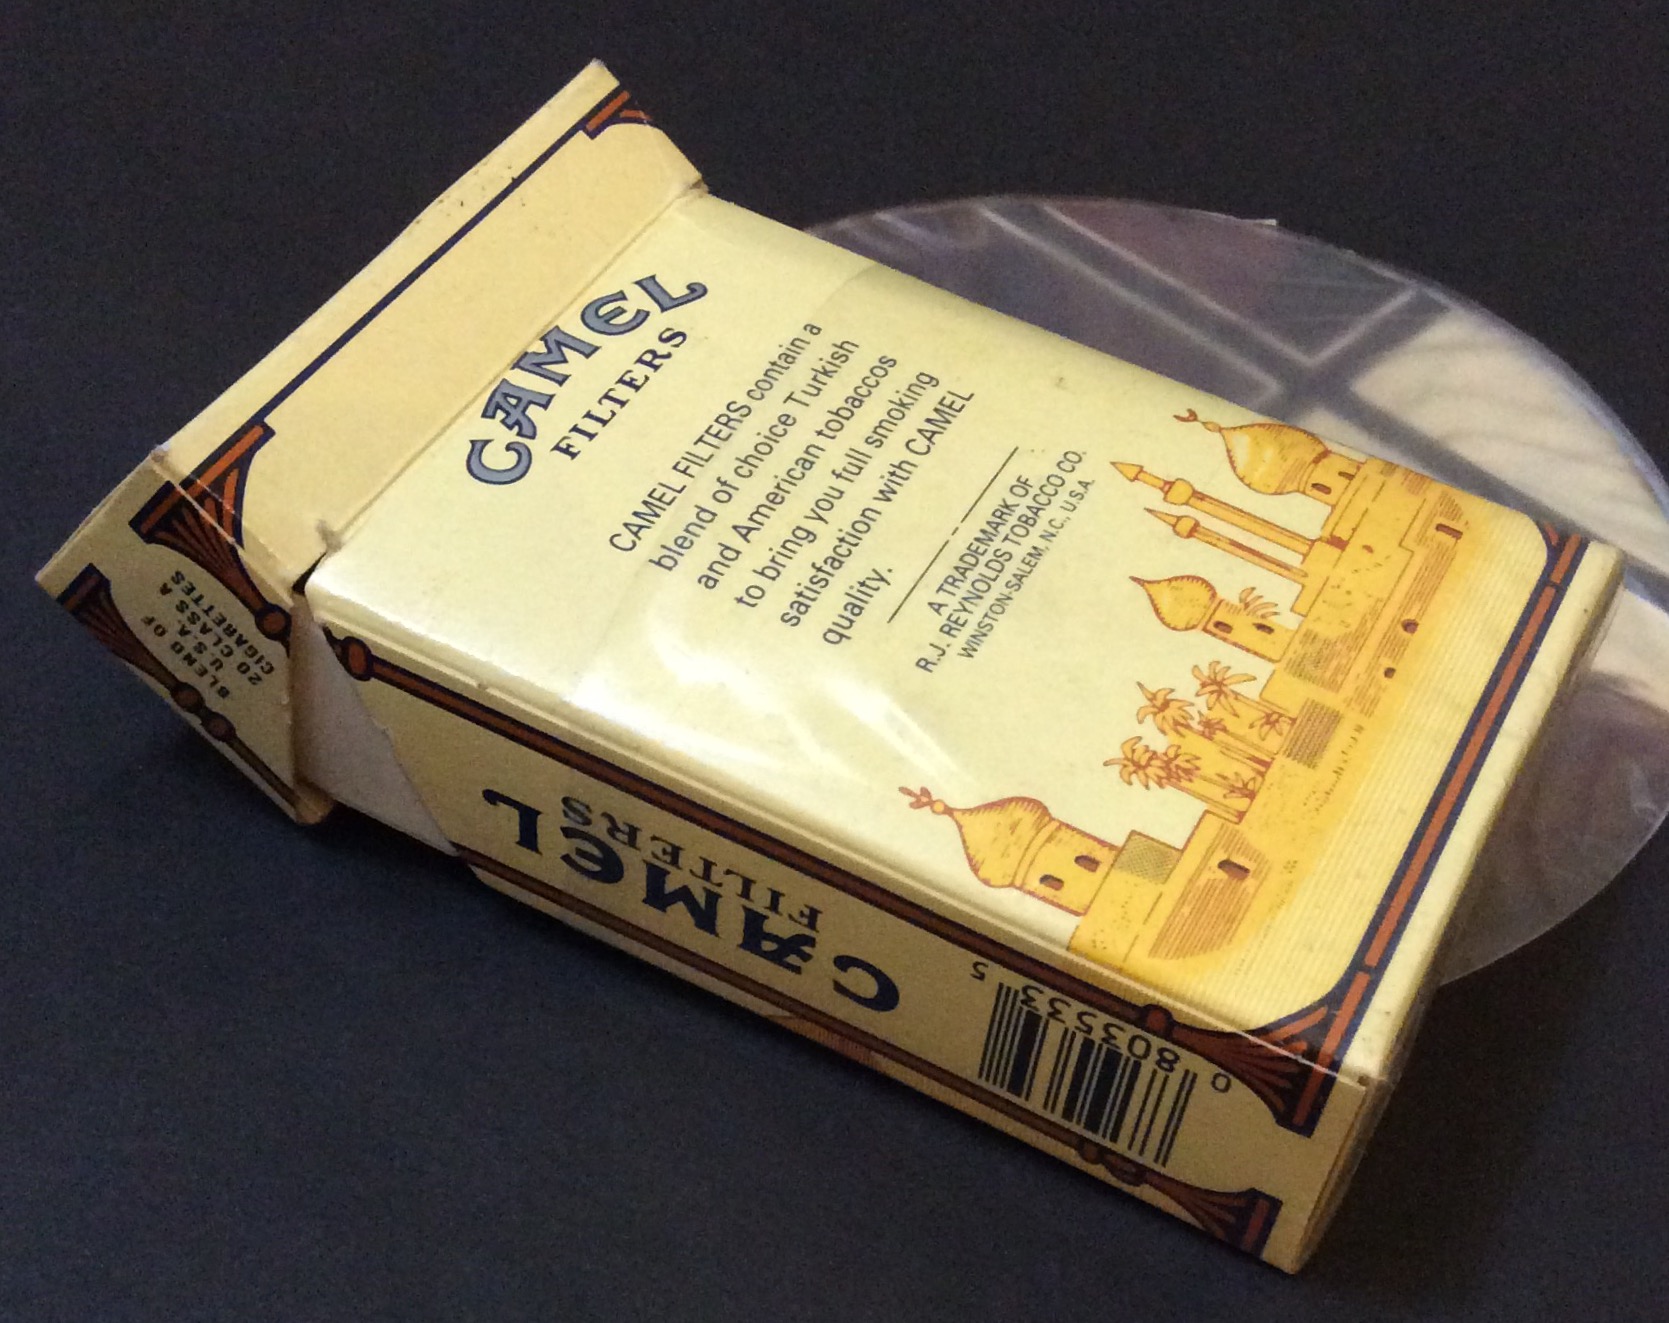 CAMEL
FILTERS
CAMEL FILTERS contain a
blend of choice Turkish
and American tobaccos
to bring you full smoking
satisfaction with CAMEL
quality.
A TRADEMARK OF
R.J. REYNOLDS TOBACCO CO.
WINSTON-SALEM, N.C., U.S.A.
BLEND OF
U.S.A.
20 CLASS A
CIGARETTES
CAMEL
FILTERS
0 803533 5